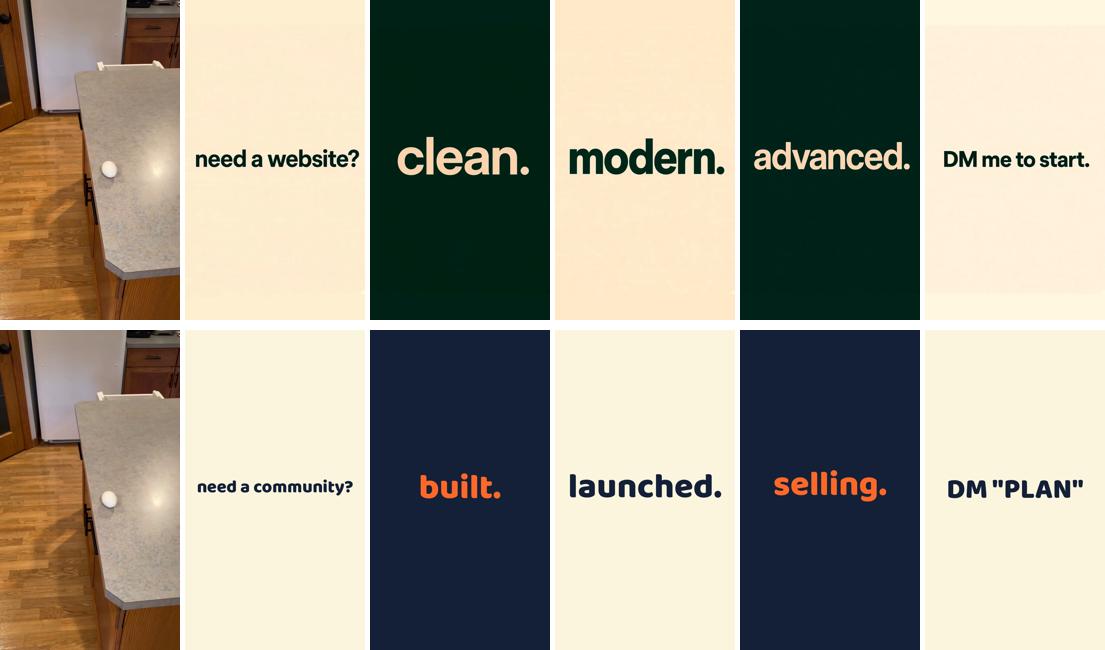 need a website?
clean.
modern.
advanced.
DM me to start.
need a community?
built.
launched.
selling.
DM "PLAN"